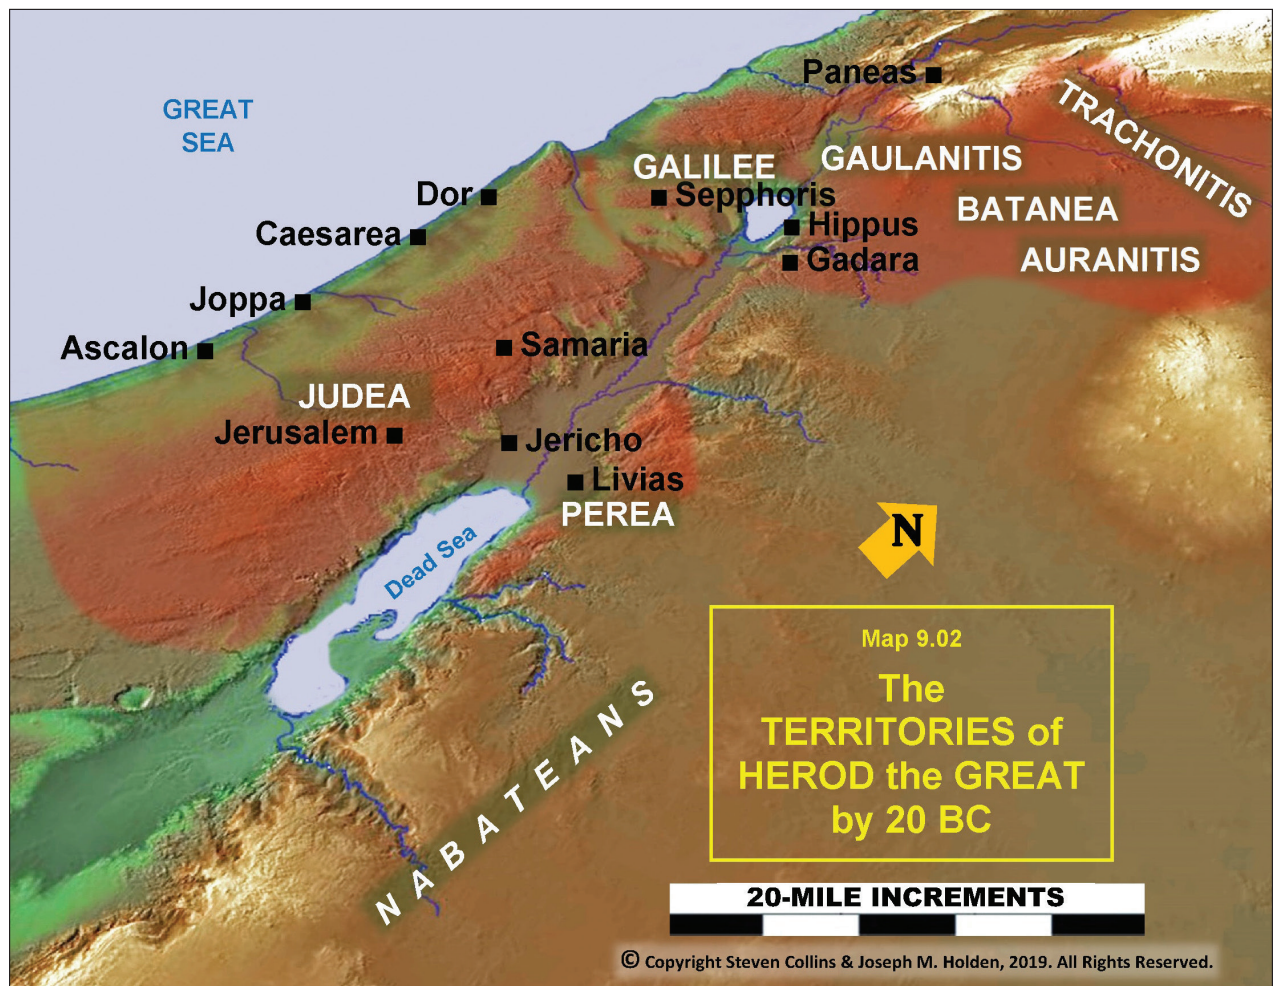 Paneas
GREAT
SEA
TRACHONITIS
GALILEE
GAULANITIS
Dor
Sepphoris
BATANEA
Caesarea
Hippus
Gadara
AURANITIS
Joppa
Ascalon
Samaria
JUDEA
Jerusalem
Jericho
Livias
PEREA
N
Dead Sea
NABATEANS
Map 9.02
The
TERRITORIES of
HEROD the GREAT
by 20 BC
20-MILE INCREMENTS
© Copyright Steven Collins & Joseph M. Holden, 2019. All Rights Reserved.